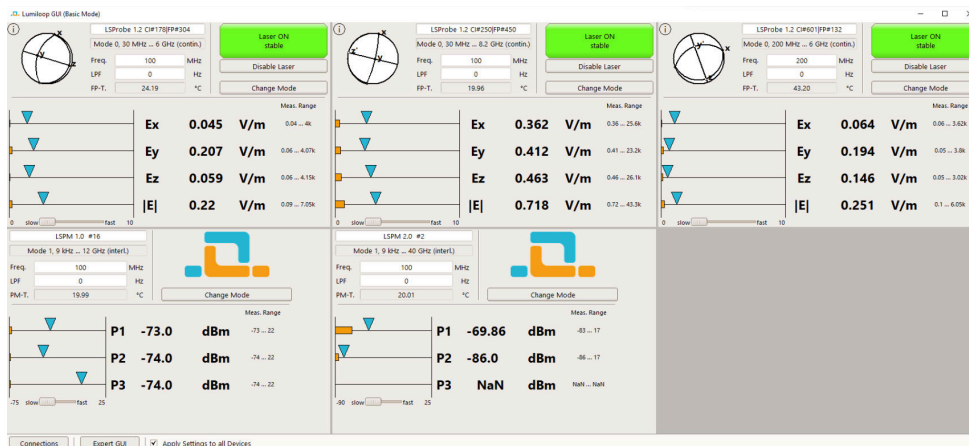 Lumiloop GUI (Basic Mode)
LSProbe 1.2 CI#178|FP#304
Mode 0, 30 MHz ... 6 GHz (contin.)
Freq. 100 MHz
LPF 0 Hz
FP-T. 24.19 °C
Laser ON
stable
Disable Laser
Change Mode
Meas. Range
Ex 0.045 V/m 0.04 ... 4k
Ey 0.207 V/m 0.06 ... 4.07k
Ez 0.059 V/m 0.06 ... 4.15k
|E| 0.22 V/m 0.09 ... 7.05k
0 slow fast 10
LSProbe 1.2 CI#250|FP#450
Mode 0, 30 MHz ... 8.2 GHz (contin.)
Freq. 100 MHz
LPF 0 Hz
FP-T. 19.96 °C
Laser ON
stable
Disable Laser
Change Mode
Meas. Range
Ex 0.362 V/m 0.36 ... 25.6k
Ey 0.412 V/m 0.41 ... 23.2k
Ez 0.463 V/m 0.46 ... 26.1k
|E| 0.718 V/m 0.72 ... 43.3k
0 slow fast 10
LSProbe 1.2 CI#601|FP#132
Mode 0, 200 MHz ... 6 GHz (contin.)
Freq. 200 MHz
LPF 0 Hz
FP-T. 43.20 °C
Laser ON
stable
Disable Laser
Change Mode
Meas. Range
Ex 0.064 V/m 0.06 ... 3.62k
Ey 0.194 V/m 0.05 ... 3.8k
Ez 0.146 V/m 0.05 ... 3.02k
|E| 0.251 V/m 0.1 ... 6.05k
0 slow fast 10
LSPM 1.0 #16
Mode 1, 9 kHz ... 12 GHz (interl.)
Freq. 100 MHz
LPF 0 Hz
PM-T. 19.99 °C
Change Mode
Meas. Range
P1 -73.0 dBm -73 ... 22
P2 -74.0 dBm -74 ... 22
P3 -74.0 dBm -74 ... 22
-75 slow fast 25
LSPM 2.0 #2
Mode 1, 9 kHz ... 40 GHz (interl.)
Freq. 100 MHz
LPF 0 Hz
PM-T. 20.01 °C
Change Mode
Meas. Range
P1 -69.86 dBm -83 ... 17
P2 -86.0 dBm -86 ... 17
P3 NaN dBm NaN ... NaN
-90 slow fast 25
Connections Expert GUI Apply Settings to all Devices